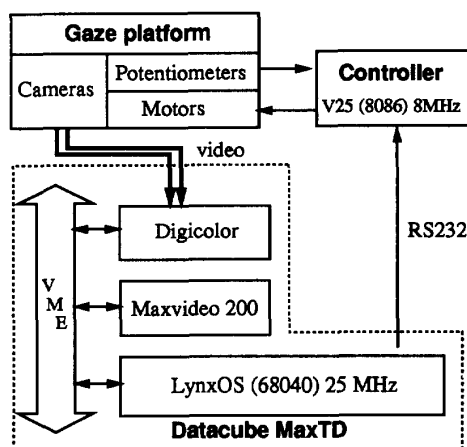 Gaze platform
Cameras
Potentiometers
Motors
Controller
V25 (8086) 8MHz
video
RS232
Digicolor
VME
Maxvideo 200
LynxOS (68040) 25 MHz
Datacube MaxTD